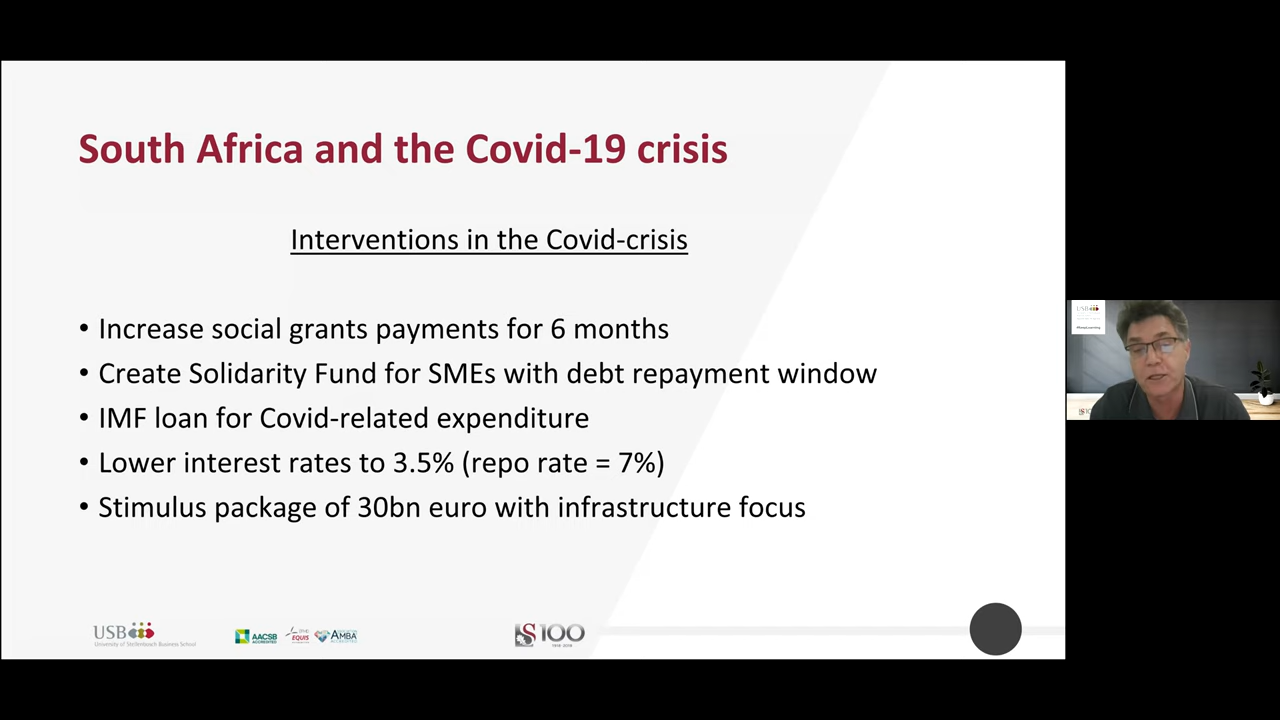 South Africa and the Covid-19 crisis
Interventions in the Covid-crisis
• Increase social grants payments for 6 months
• Create Solidarity Fund for SMEs with debt repayment window
• IMF loan for Covid-related expenditure
• Lower interest rates to 3.5% (repo rate = 7%)
• Stimulus package of 30bn euro with infrastructure focus
USB
University of Stellenbosch Business School
AACSB
ACCREDITED
EQUIS
AMBA
ACCREDITED
S 100
USB